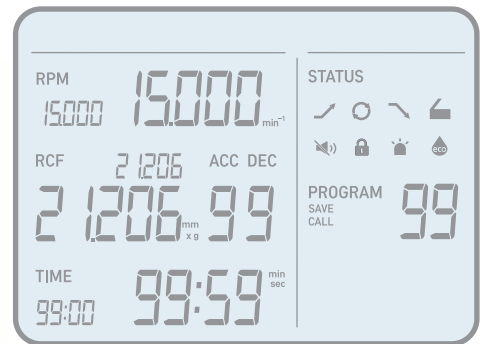 RPM
15.000
15.000 min⁻¹
RCF
21.206
ACC DEC
21.206 mm x g
99
TIME
99:00
99:59 min sec
STATUS
eco
PROGRAM
SAVE
CALL
99